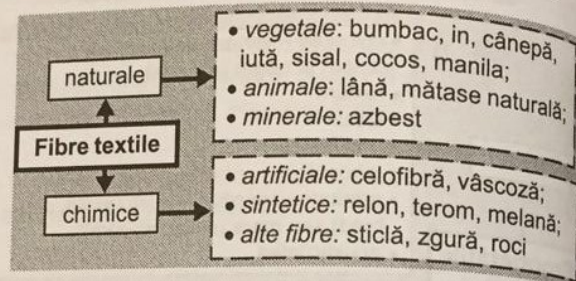 naturale
• vegetale: bumbac, in, cânepă,
iută, sisal, cocos, manila;
• animale: lână, mătase naturală;
• minerale: azbest
Fibre textile
chimice
• artificiale: celofibră, vâscoză;
• sintetice: relon, terom, melană;
• alte fibre: sticlă, zgură, roci